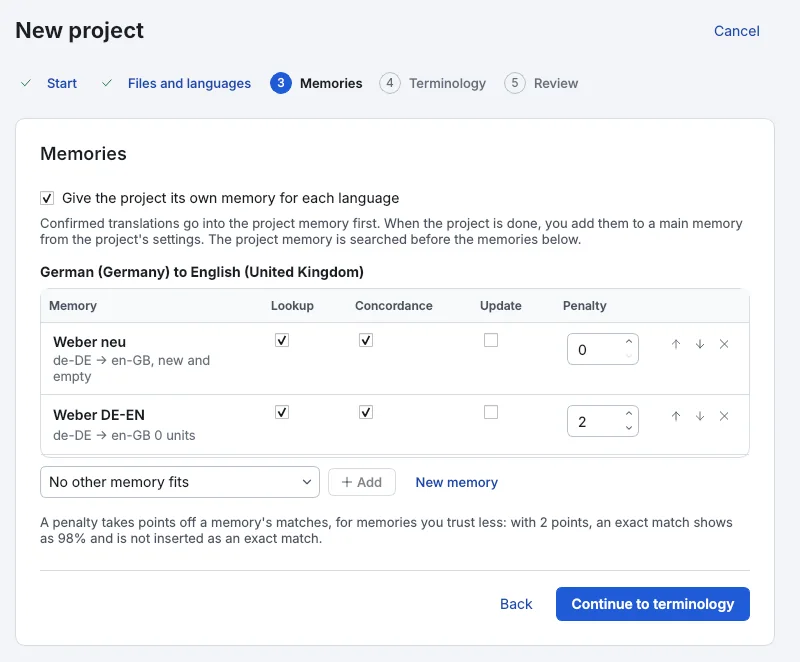 New project
Cancel
Start
Files and languages
3 Memories
4 Terminology
5 Review
Memories
Give the project its own memory for each language
Confirmed translations go into the project memory first. When the project is done, you add them to a main memory
from the project's settings. The project memory is searched before the memories below.
German (Germany) to English (United Kingdom)
Memory Lookup Concordance Update Penalty
Weber neu
de-DE → en-GB, new and
empty
0
Weber DE-EN
de-DE → en-GB 0 units
2
No other memory fits
+ Add
New memory
A penalty takes points off a memory's matches, for memories you trust less: with 2 points, an exact match shows
as 98% and is not inserted as an exact match.
Back
Continue to terminology